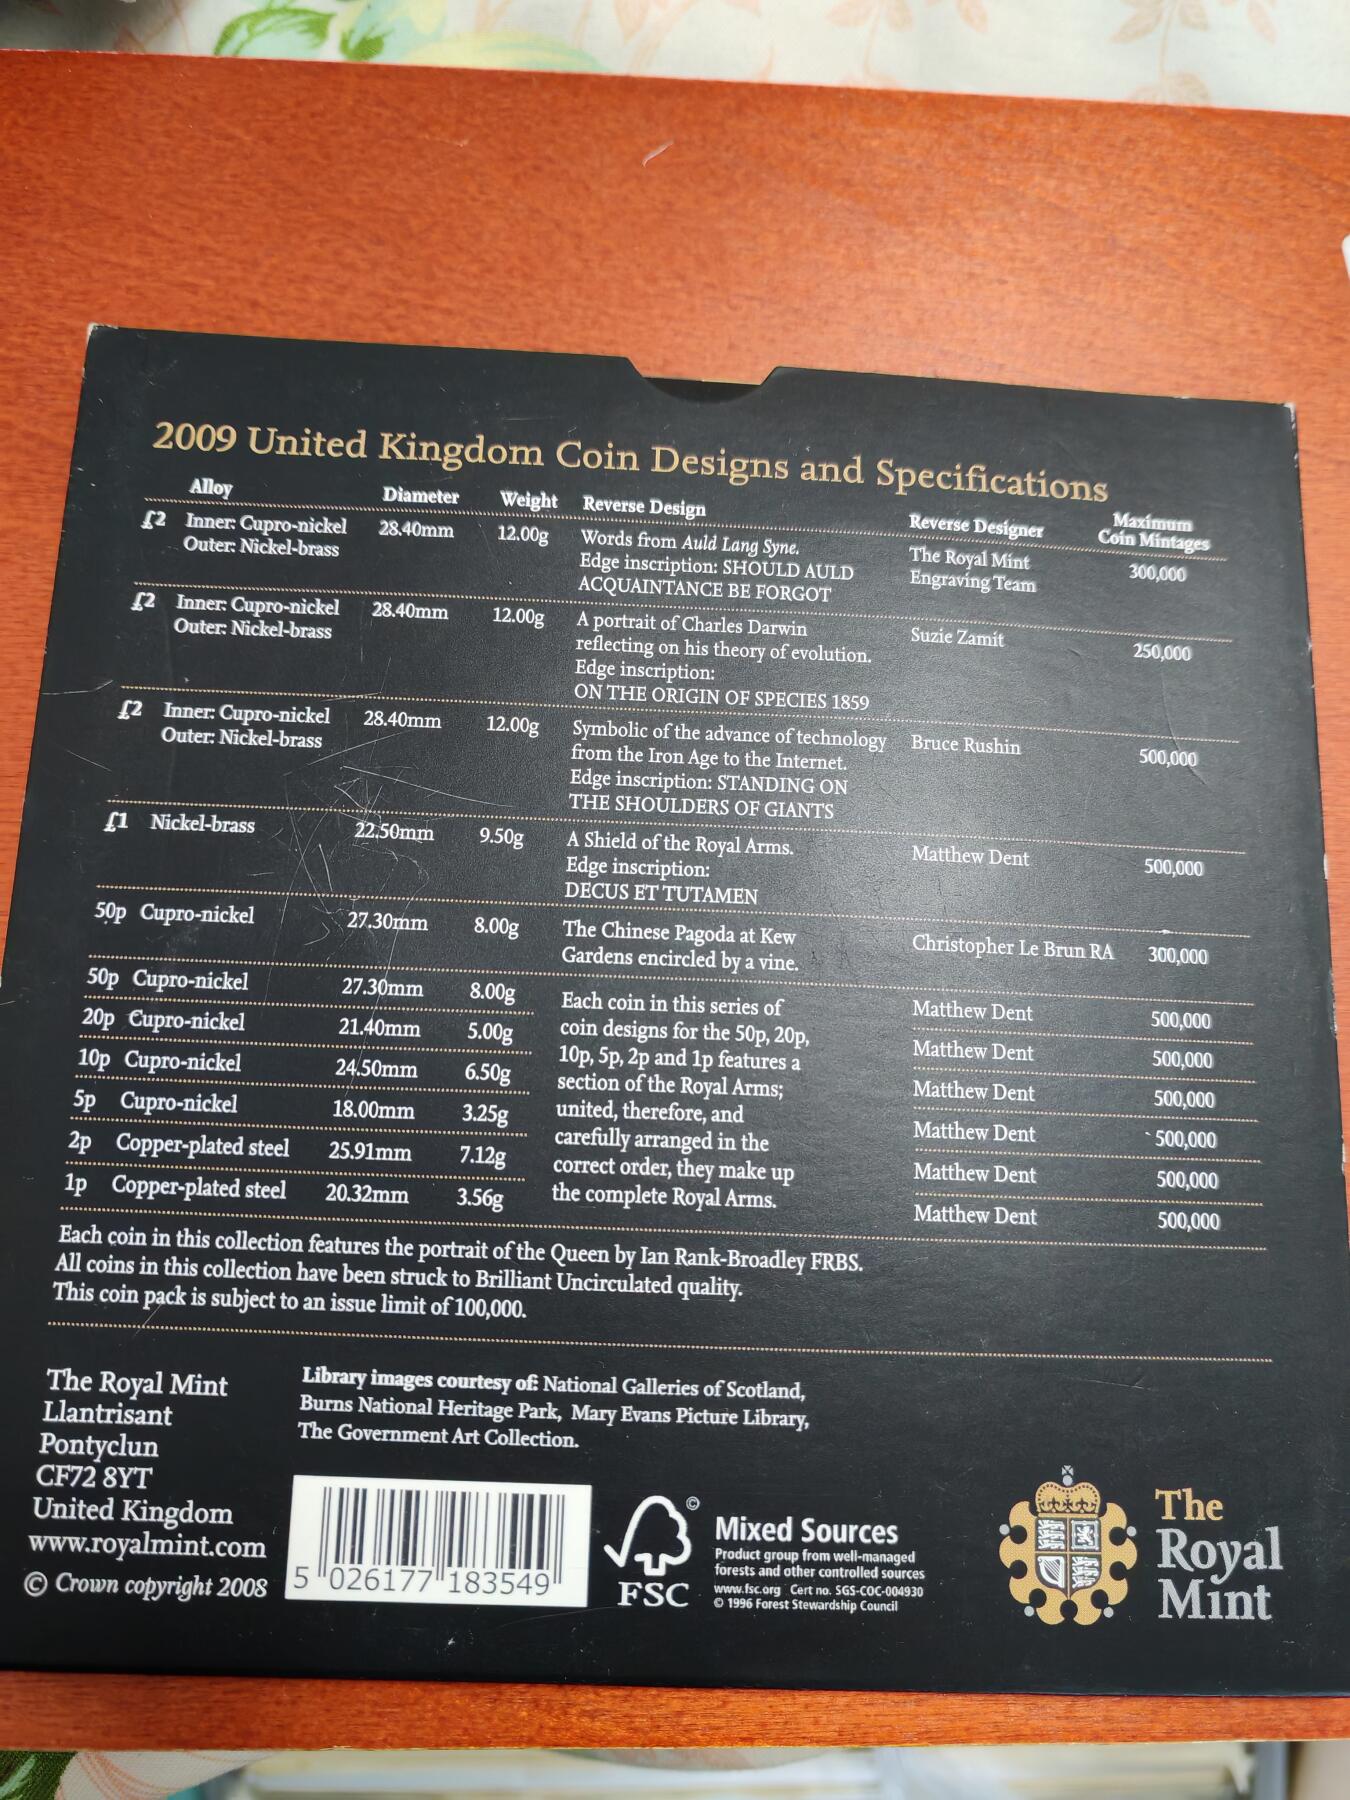 2009 United Kingdom Coin Designs and Specifications
Alloy Diameter Weight Reverse Design Reverse Designer Maximum Coin Mintages
£2 Inner: Cupro-nickel 28.40mm 12.00g Words from Auld Lang Syne. The Royal Mint 300,000
Outer: Nickel-brass Edge inscription: SHOULD AULD Engraving Team
ACQUAINTANCE BE FORGOT
£2 Inner: Cupro-nickel 28.40mm 12.00g A portrait of Charles Darwin Suzie Zamit 250,000
Outer: Nickel-brass reflecting on his theory of evolution.
Edge inscription:
ON THE ORIGIN OF SPECIES 1859
£2 Inner: Cupro-nickel 28.40mm 12.00g Symbolic of the advance of technology Bruce Rushin 500,000
Outer: Nickel-brass from the Iron Age to the Internet.
Edge inscription: STANDING ON
THE SHOULDERS OF GIANTS
£1 Nickel-brass 22.50mm 9.50g A Shield of the Royal Arms. Matthew Dent 500,000
Edge inscription:
DECUS ET TUTAMEN
50p Cupro-nickel 27.30mm 8.00g The Chinese Pagoda at Kew Christopher Le Brun RA 300,000
Gardens encircled by a vine.
50p Cupro-nickel 27.30mm 8.00g Each coin in this series of Matthew Dent 500,000
20p Cupro-nickel 21.40mm 5.00g coin designs for the 50p, 20p, Matthew Dent 500,000
10p Cupro-nickel 24.50mm 6.50g 10p, 5p, 2p and 1p features a Matthew Dent 500,000
section of the Royal Arms;
5p Cupro-nickel 18.00mm 3.25g united, therefore, and Matthew Dent 500,000
2p Copper-plated steel 25.91mm 7.12g carefully arranged in the Matthew Dent 500,000
correct order, they make up
1p Copper-plated steel 20.32mm 3.56g the complete Royal Arms. Matthew Dent 500,000
Each coin in this collection features the portrait of the Queen by Ian Rank-Broadley FRBS.
All coins in this collection have been struck to Brilliant Uncirculated quality.
This coin pack is subject to an issue limit of 100,000.
The Royal Mint
Llantrisant
Pontyclun
CF72 8YT
United Kingdom
www.royalmint.com
© Crown copyright 2008
Library images courtesy of: National Galleries of Scotland,
Burns National Heritage Park, Mary Evans Picture Library,
The Government Art Collection.
5 026177 183549
©
FSC
Mixed Sources
Product group from well-managed
forests and other controlled sources
www.fsc.org Cert no. SGS-COC-004930
© 1996 Forest Stewardship Council
The
Royal
Mint